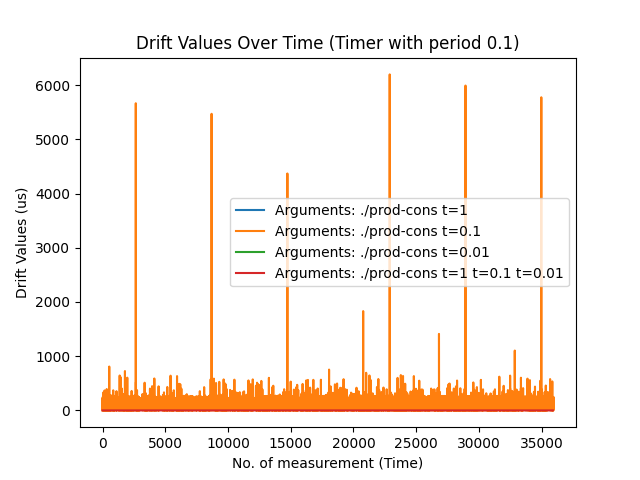 Drift Values Over Time (Timer with period 0.1)
Drift Values (us)
6000
5000
4000
3000
2000
1000
0
Arguments: ./prod-cons t=1
Arguments: ./prod-cons t=0.1
Arguments: ./prod-cons t=0.01
Arguments: ./prod-cons t=1 t=0.1 t=0.01
0 5000 10000 15000 20000 25000 30000 35000
No. of measurement (Time)